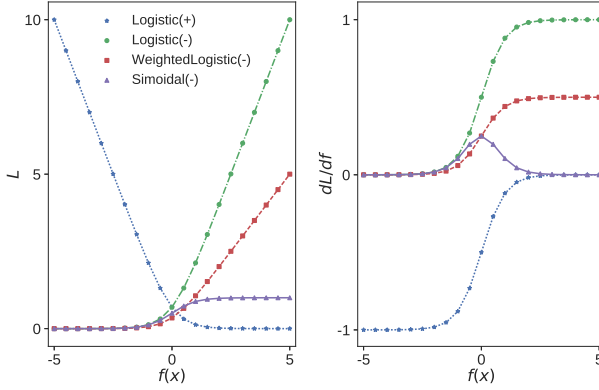 10
5
0
L
-5
0
5
f(x)
Logistic(+)
Logistic(-)
WeightedLogistic(-)
Simoidal(-)
1
0
-1
dL/df
-5
0
5
f(x)